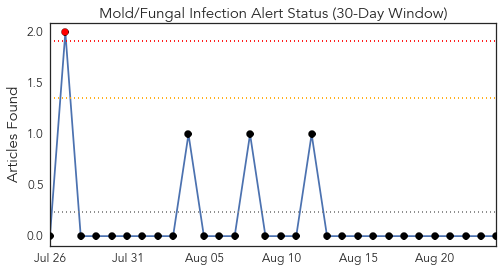 Mold/Fungal Infection Alert Status (30-Day Window)
Articles Found
2.0
1.5
1.0
0.5
0.0
Jul 26 Jul 31 Aug 05 Aug 10 Aug 15 Aug 20